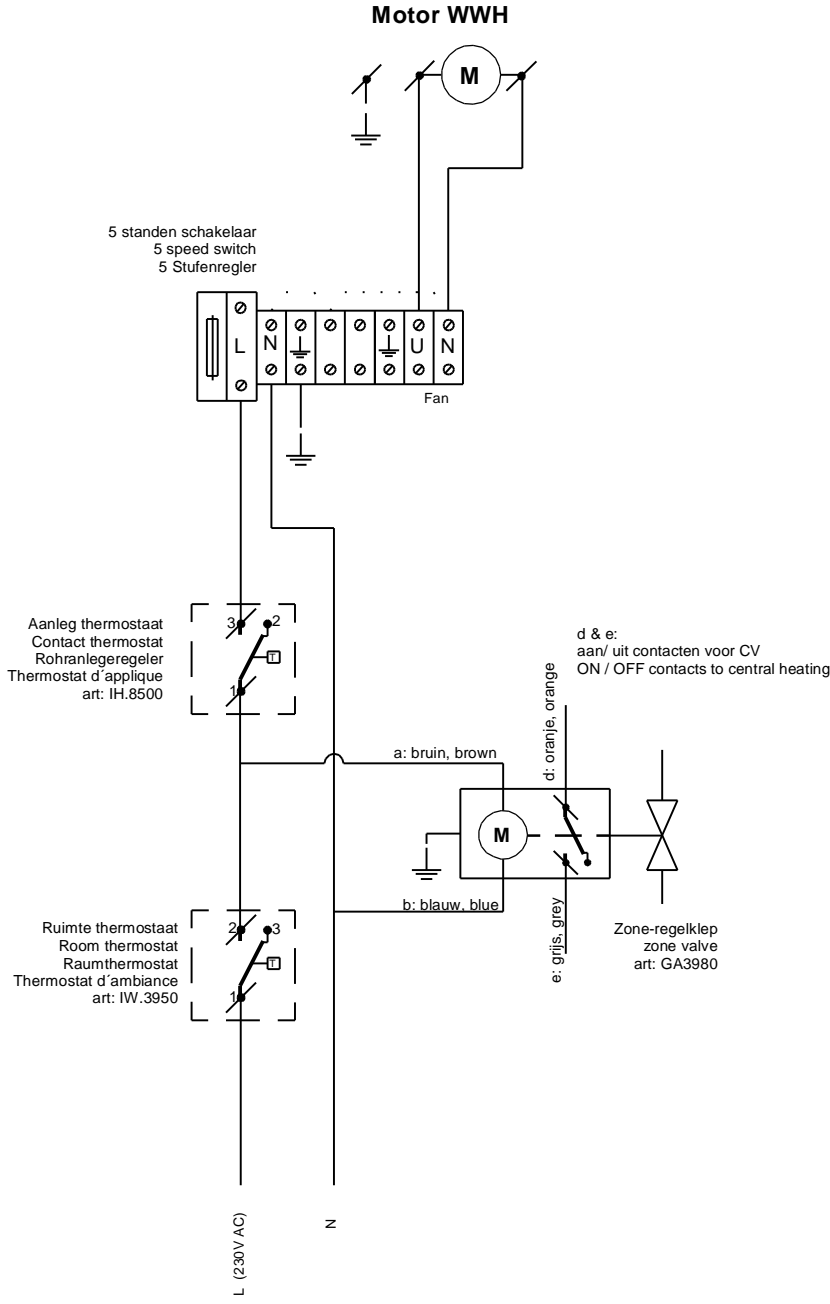 Motor WWH
M
5 standen schakelaar
5 speed switch
5 Stufenregler
L
N
U
N
Fan
Aanleg thermostaat
Contact thermostat
Rohranlegeregeler
Thermostat d´applique
art: IH.8500
3
2
T
1
d & e:
aan/ uit contacten voor CV
ON / OFF contacts to central heating
a: bruin, brown
d: oranje, orange
M
b: blauw, blue
e: grijs, grey
Zone-regelklep
zone valve
art: GA3980
Ruimte thermostaat
Room thermostat
Raumthermostat
Thermostat d´ambiance
art: IW.3950
2
3
T
1
L (230V AC)
N